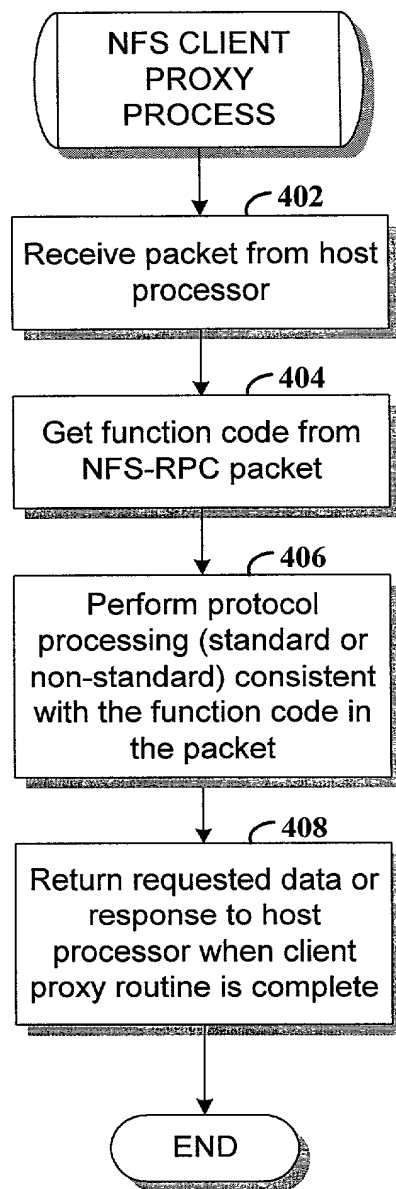 NFS CLIENT
PROXY
PROCESS
402
Receive packet from host
processor
404
Get function code from
NFS-RPC packet
406
Perform protocol
processing (standard or
non-standard) consistent
with the function code in
the packet
408
Return requested data or
response to host
processor when client
proxy routine is complete
END